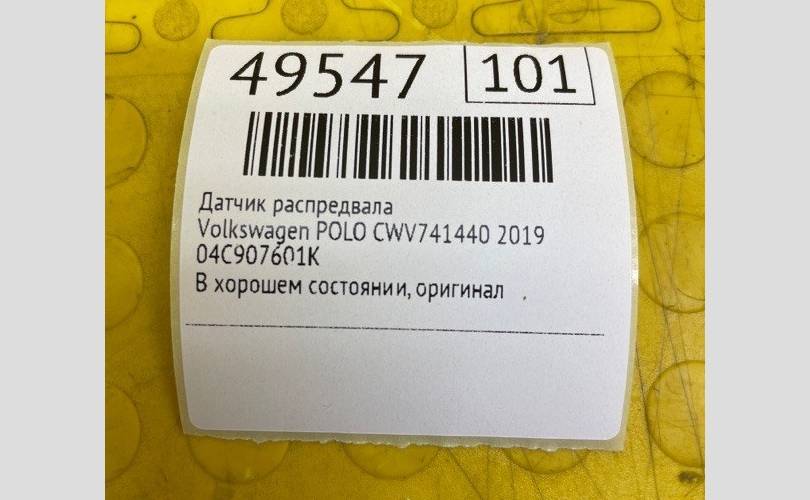 49547 101
Датчик распредвала
Volkswagen POLO CWV741440 2019
04C907601K
В хорошем состоянии, оригинал